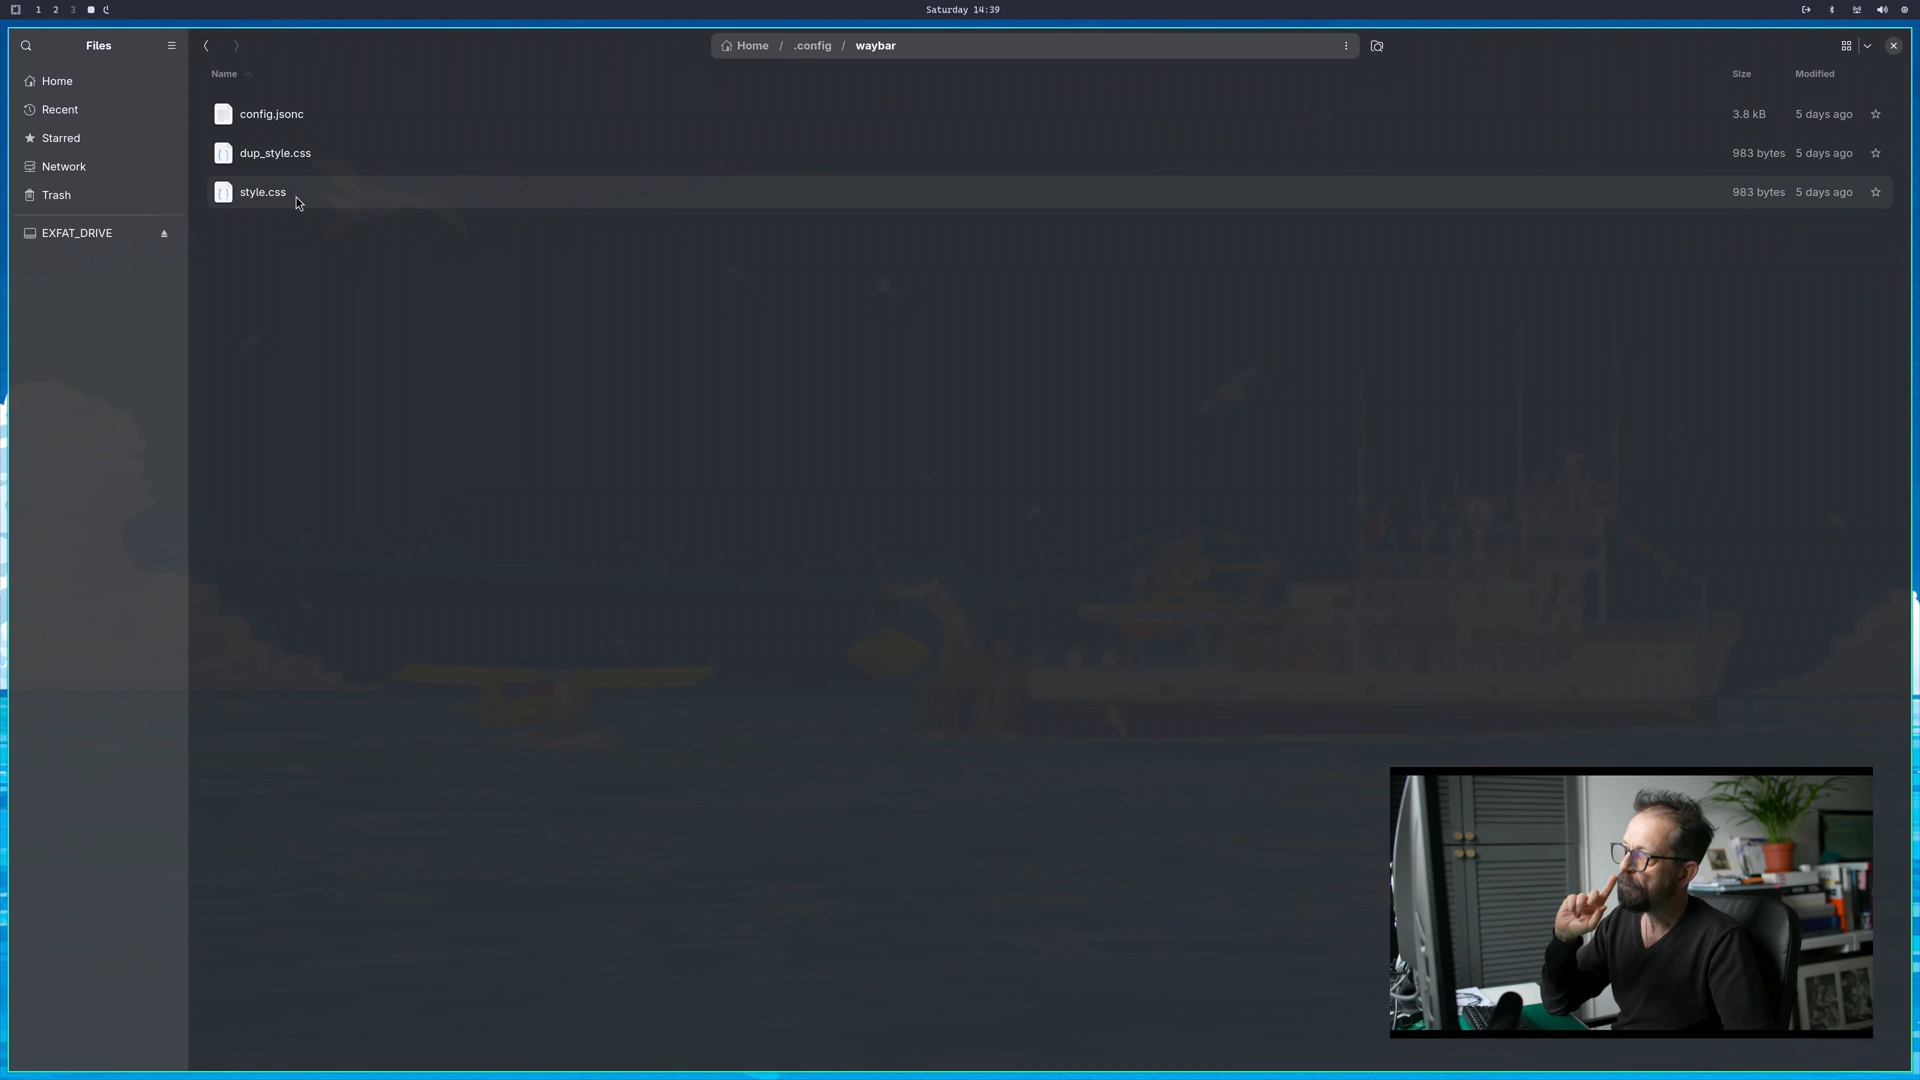 1 2 3
Saturday 14:39
Files
Home / .config / waybar
Home
Recent
Starred
Network
Trash
EXFAT_DRIVE
Name Size Modified
config.jsonc 3.8 kB 5 days ago
dup_style.css 983 bytes 5 days ago
style.css 983 bytes 5 days ago